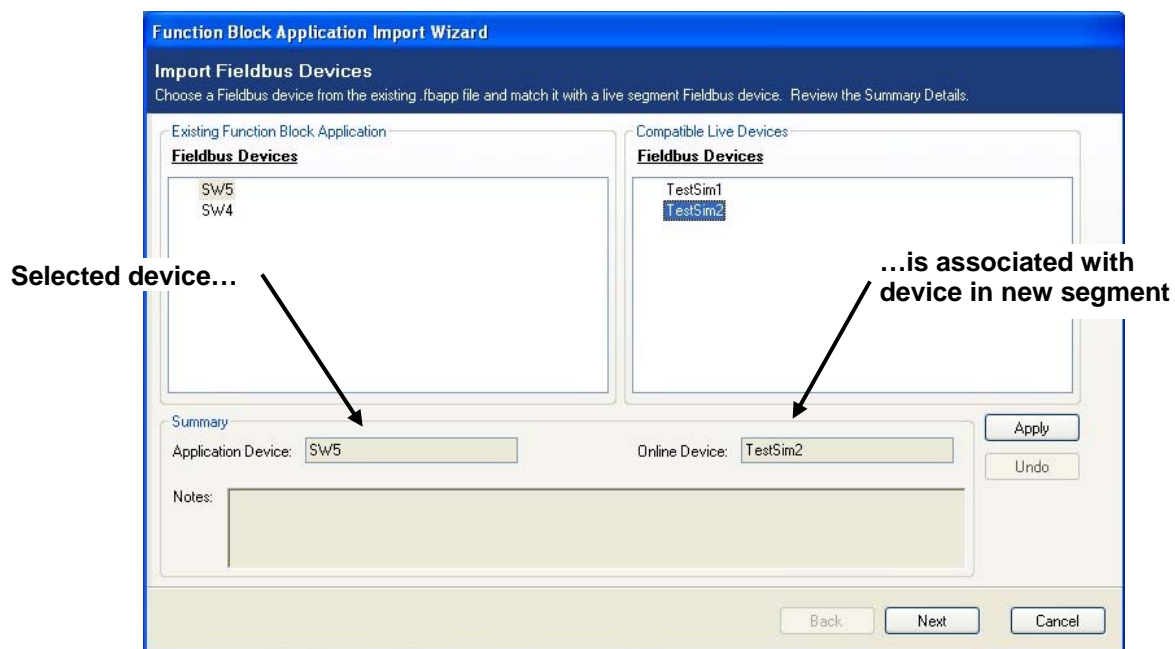 Function Block Application Import Wizard
Import Fieldbus Devices
Choose a Fieldbus device from the existing .fbapp file and match it with a live segment Fieldbus device. Review the Summary Details.
Existing Function Block Application
Fieldbus Devices
SW5
SW4
Compatible Live Devices
Fieldbus Devices
TestSim1
TestSim2
Selected device…
…is associated with
device in new segment
Summary
Application Device: SW5
Online Device: TestSim2
Notes:
Apply
Undo
Back
Next
Cancel